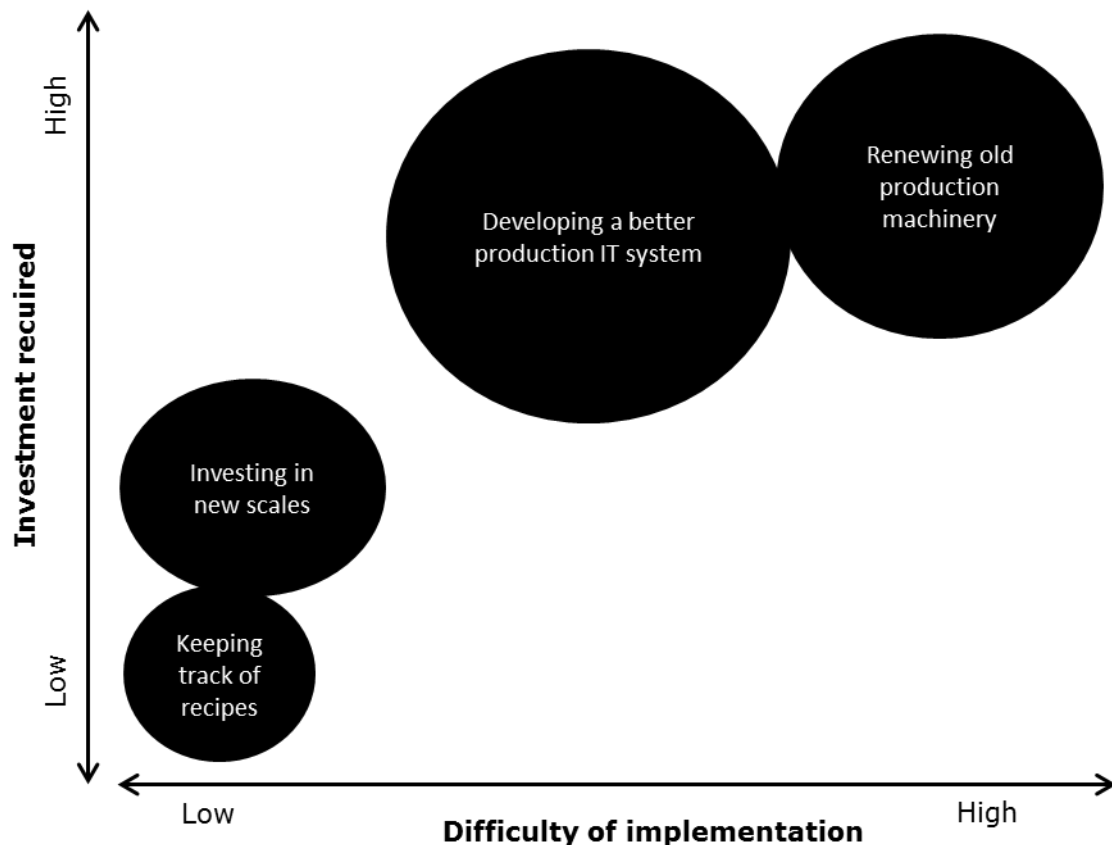 High
Renewing old
production
machinery
Developing a better
production IT system
Investment recuired
Investing in
new scales
Keeping
track of
recipes
Low
Low
High
Difficulty of implementation